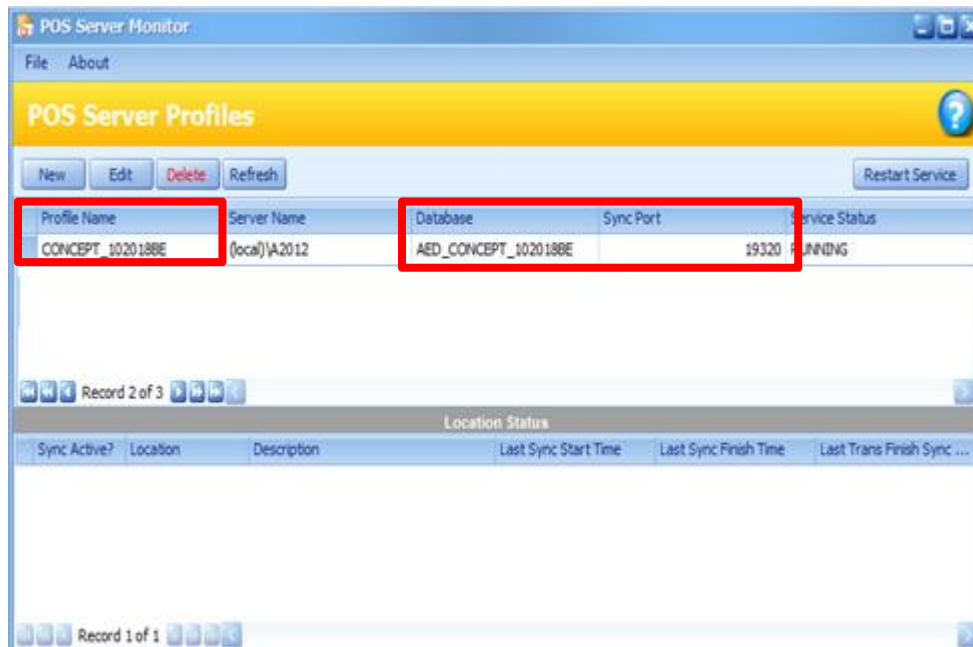 POS Server Monitor
File About
POS Server Profiles
?
New Edit Delete Refresh Restart Service
Profile Name Server Name Database Sync Port Service Status
CONCEPT_102018BE (local)\A2012 AED_CONCEPT_102018BE 19320 RUNNING
Record 2 of 3
Location Status
Sync Active? Location Description Last Sync Start Time Last Sync Finish Time Last Trans Finish Sync ...
Record 1 of 1